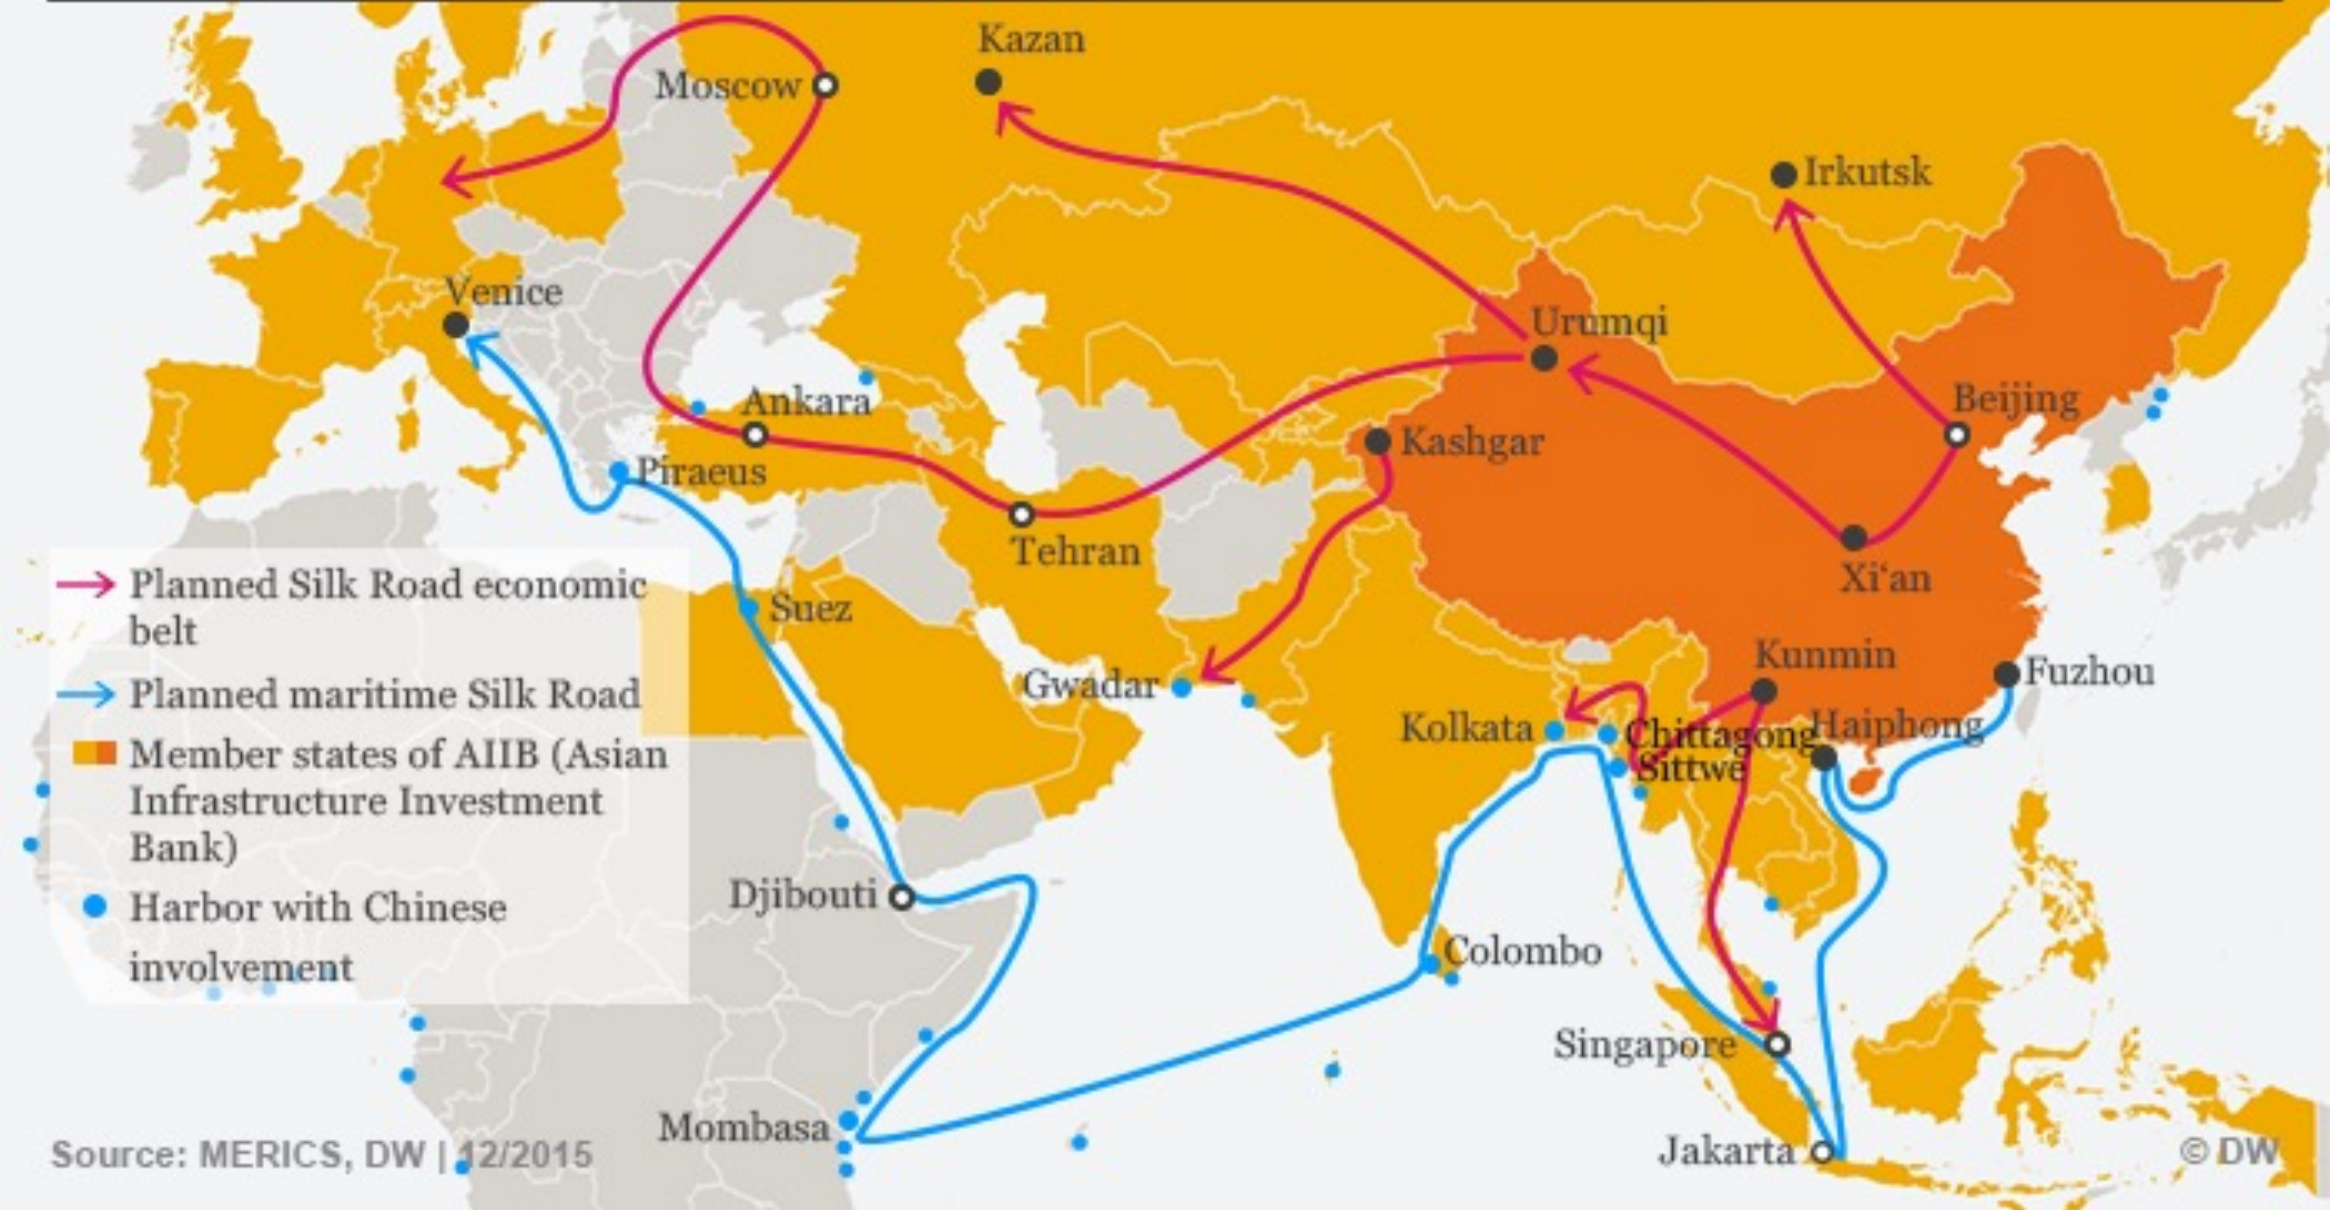 Kazan
Moscow
Irkutsk
Venice
Urumqi
Ankara
Beijing
Kashgar
Piraeus
Tehran
Xi‘an
Planned Silk Road economic
belt
Suez
Kunmin
Fuzhou
Gwadar
Planned maritime Silk Road
Kolkata
Chittagong
Haiphong
Sittwe
Member states of AIIB (Asian
Infrastructure Investment
Bank)
Djibouti
Harbor with Chinese
involvement
Colombo
Singapore
Mombasa
Jakarta
Source: MERICS, DW | 12/2015
© DW